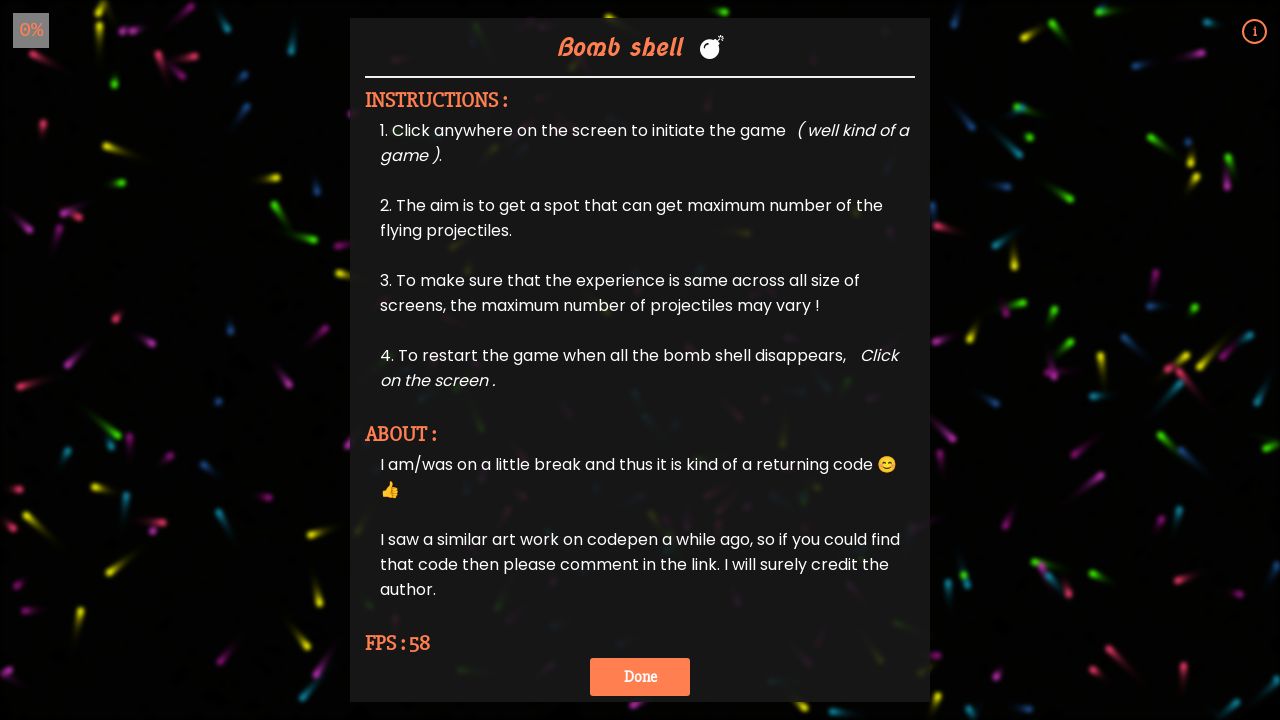 0%
i
Bomb shell 💣
INSTRUCTIONS :
1. Click anywhere on the screen to initiate the game ( well kind of a
game ).
2. The aim is to get a spot that can get maximum number of the
flying projectiles.
3. To make sure that the experience is same across all size of
screens, the maximum number of projectiles may vary !
4. To restart the game when all the bomb shell disappears, Click
on the screen .
ABOUT :
I am/was on a little break and thus it is kind of a returning code 😊
👍
I saw a similar art work on codepen a while ago, so if you could find
that code then please comment in the link. I will surely credit the
author.
FPS : 58
Done